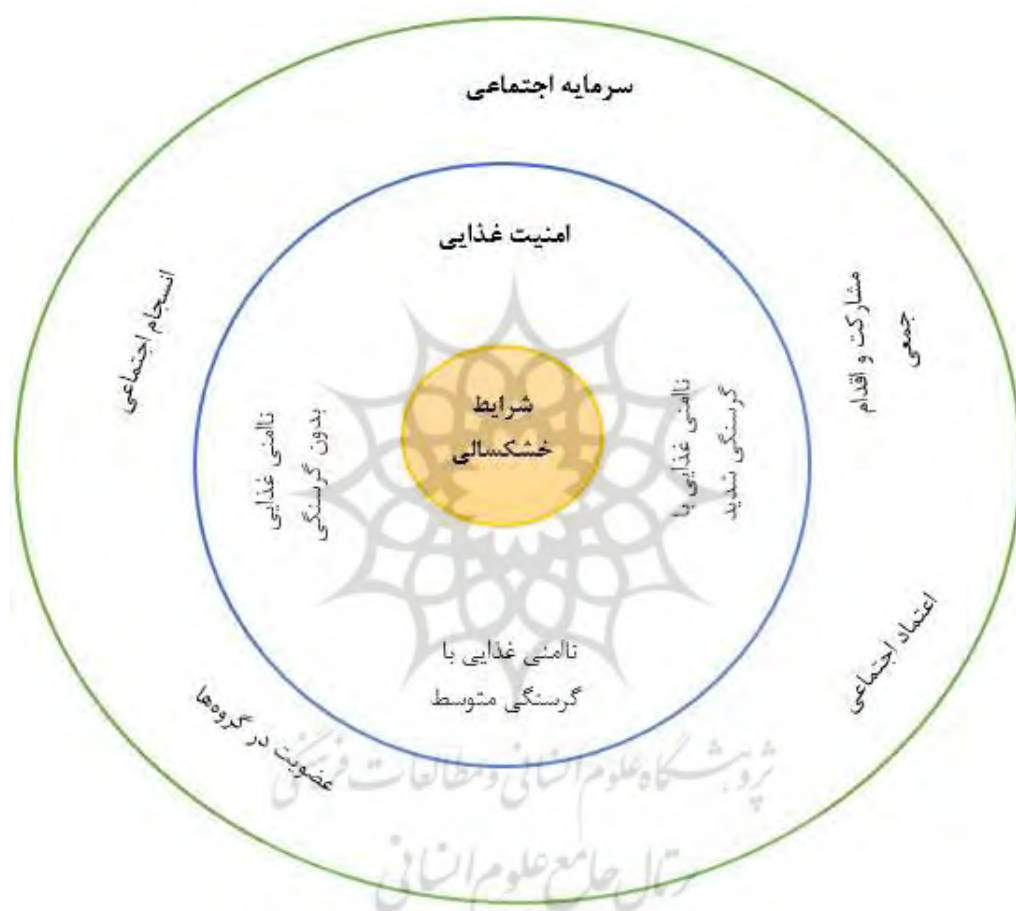 سرمایه اجتماعی
امنیت غذایی
مشارکت و اقدام
جمعی
انسجام اجتماعی
شرایط
خشکسالی
ناامنی غذایی با
گرسنگی شدید
ناامنی غذایی
بدون گرسنگی
اعتماد اجتماعی
ناامنی غذایی با
گرسنگی متوسط
عضویت در گروه‌ها
پژوهشگاه علوم انسانی و مطالعات فرهنگی
رتال جامع علوم انسانی